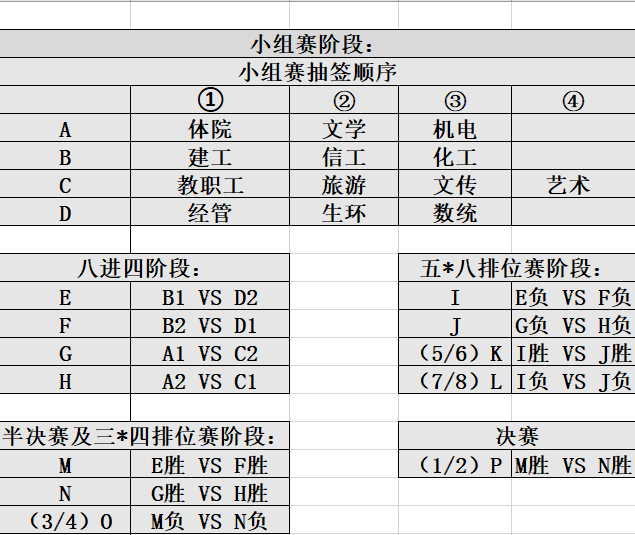 小组赛阶段:
小组赛抽签顺序
① ② ③ ④
A 体院 文学 机电
B 建工 信工 化工
C 教职工 旅游 文传 艺术
D 经管 生环 数统
八进四阶段: 五*八排位赛阶段:
E B1 VS D2 I E负 VS F负
F B2 VS D1 J G负 VS H负
G A1 VS C2 (5/6) K I胜 VS J胜
H A2 VS C1 (7/8) L I负 VS J负
半决赛及三*四排位赛阶段: 决赛
M E胜 VS F胜 (1/2) P M胜 VS N胜
N G胜 VS H胜
(3/4) O M负 VS N负